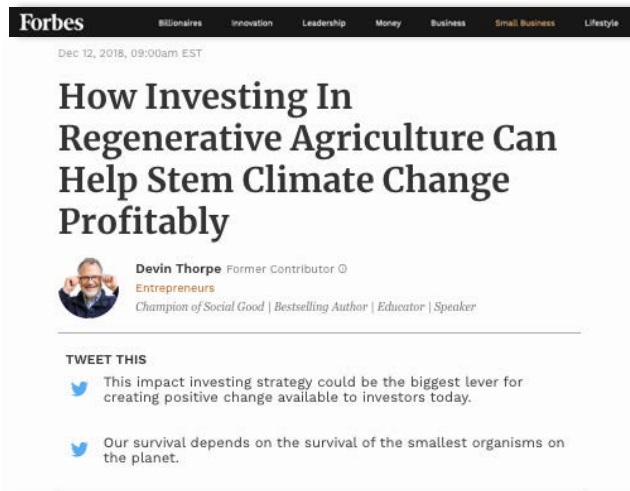 Forbes Billionaires Innovation Leadership Money Business Small Business Lifestyle
Dec 12, 2018, 09:00am EST
How Investing In
Regenerative Agriculture Can
Help Stem Climate Change
Profitably
Devin Thorpe Former Contributor
Entrepreneurs
Champion of Social Good | Bestselling Author | Educator | Speaker
TWEET THIS
This impact investing strategy could be the biggest lever for
creating positive change available to investors today.
Our survival depends on the survival of the smallest organisms on
the planet.